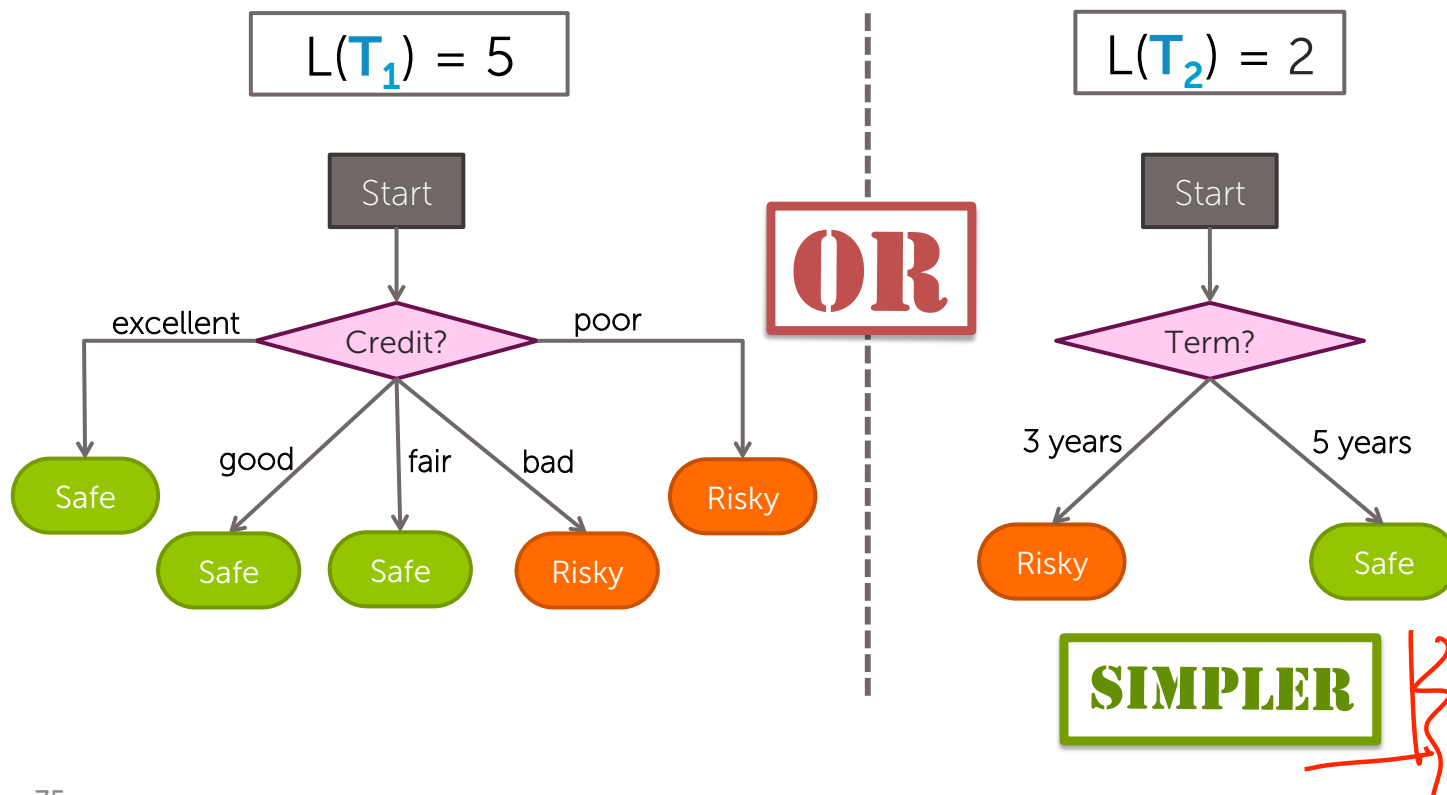 L(T1) = 5
L(T2) = 2
Start
Start
OR
excellent
poor
Credit?
Term?
good
fair
bad
3 years
5 years
Safe
Risky
Safe
Safe
Risky
Risky
Safe
SIMPLER